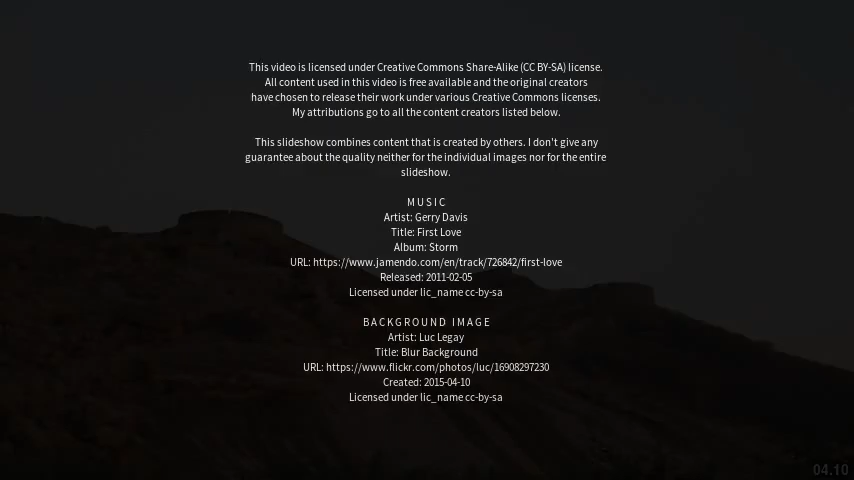 This video is licensed under Creative Commons Share-Alike (CC BY-SA) license.
All content used in this video is free available and the original creators
have chosen to release their work under various Creative Commons licenses.
My attributions go to all the content creators listed below.
This slideshow combines content that is created by others. I don't give any
guarantee about the quality neither for the individual images nor for the entire
slideshow.
MUSIC
Artist: Gerry Davis
Title: First Love
Album: Storm
URL: https://www.jamendo.com/en/track/726842/first-love
Released: 2011-02-05
Licensed under lic_name cc-by-sa
BACKGROUND IMAGE
Artist: Luc Legay
Title: Blur Background
URL: https://www.flickr.com/photos/luc/16908297230
Created: 2015-04-10
Licensed under lic_name cc-by-sa
04.10